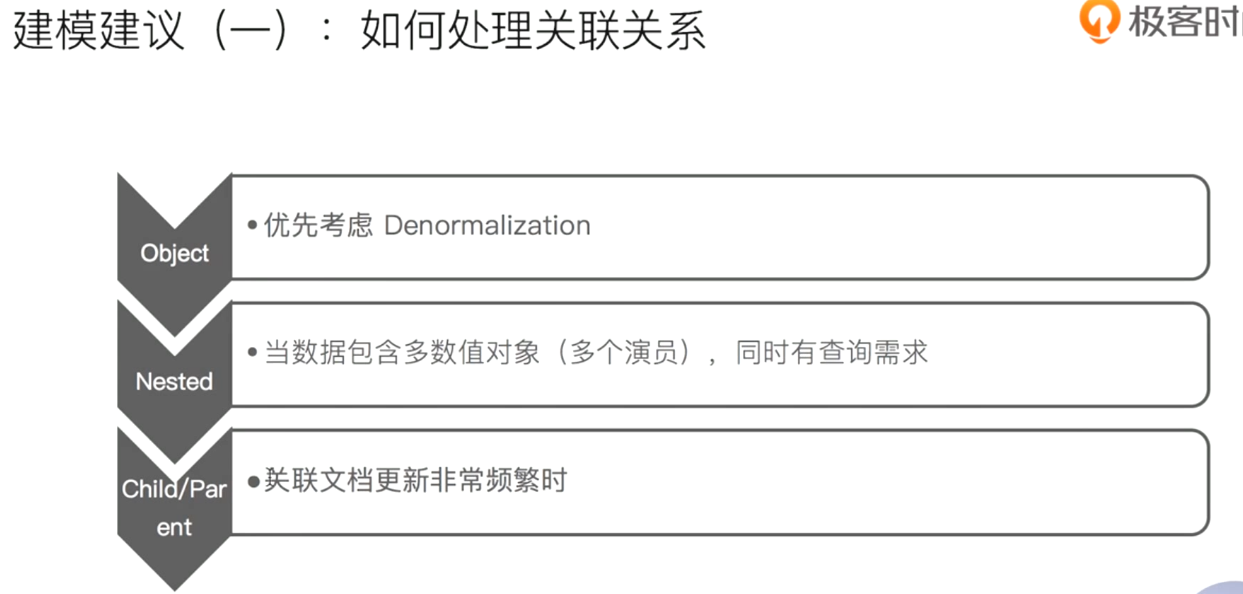 建模建议（一）：如何处理关联关系
极客时
Object
•优先考虑 Denormalization
Nested
•当数据包含多数值对象（多个演员），同时有查询需求
Child/Par
ent
•关联文档更新非常频繁时